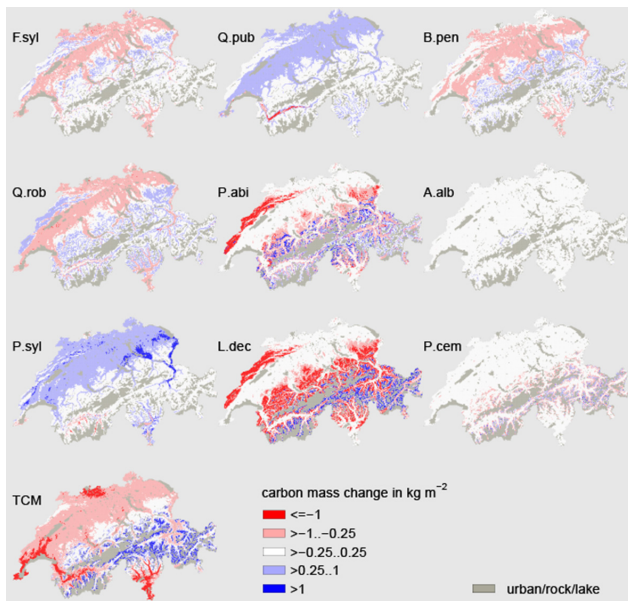 F.syl
Q.pub
B.pen
Q.rob
P.abi
A.alb
P.syl
L.dec
P.cem
TCM
carbon mass change in kg m⁻²
<=−1
>−1..−0.25
>−0.25..0.25
>0.25..1
>1
urban/rock/lake